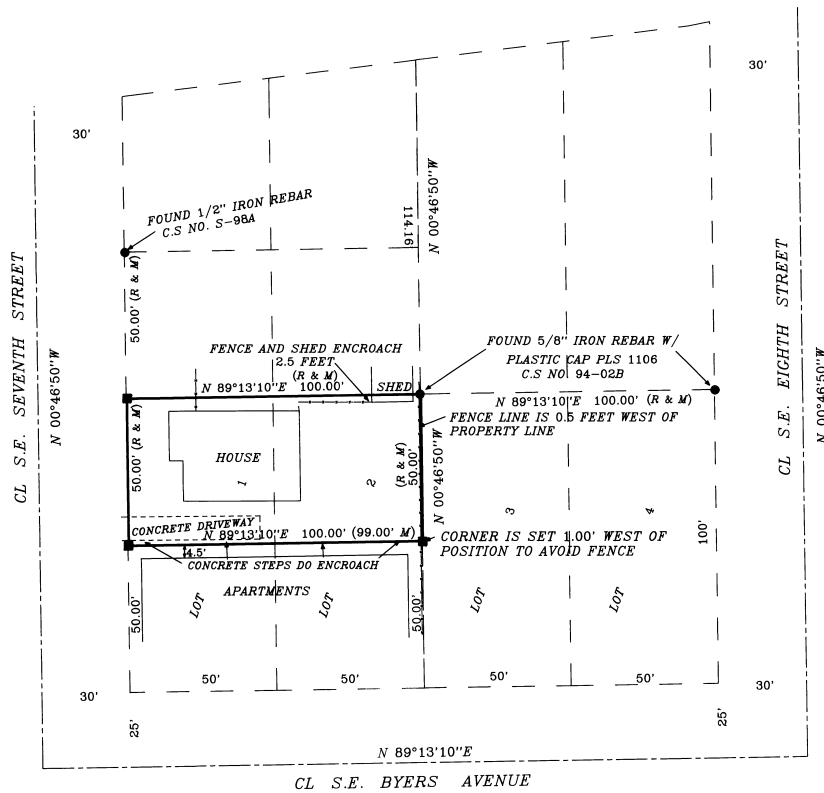 30'
30'
FOUND 1/2" IRON REBAR
C.S NO. S-98A
N 00°46'50"W
114.16
CL S.E. SEVENTH STREET
N 00°46'50"W
50.00' (R & M)
CL S.E. EIGHTH STREET
N 00°46'50"W
FENCE AND SHED ENCROACH
2.5 FEET
(R & M)
FOUND 5/8" IRON REBAR W/
PLASTIC CAP PLS 1106
C.S NO. 94-02B
N 89°13'10"E 100.00'
SHED
N 89°13'10"E 100.00' (R & M)
FENCE LINE IS 0.5 FEET WEST OF
PROPERTY LINE
50.00' (R & M)
HOUSE
1
2
(R & M)
50.00'
N 00°46'50"W
3
4
100'
CONCRETE DRIVEWAY
N 89°13'10"E 100.00' (99.00' M)
CORNER IS SET 1.00' WEST OF
POSITION TO AVOID FENCE
4.5'
CONCRETE STEPS DO ENCROACH
APARTMENTS
50.00'
LOT
LOT
50.00'
LOT
LOT
50'
50'
50'
50'
30'
30'
25'
25'
N 89°13'10"E
CL S.E. BYERS AVENUE